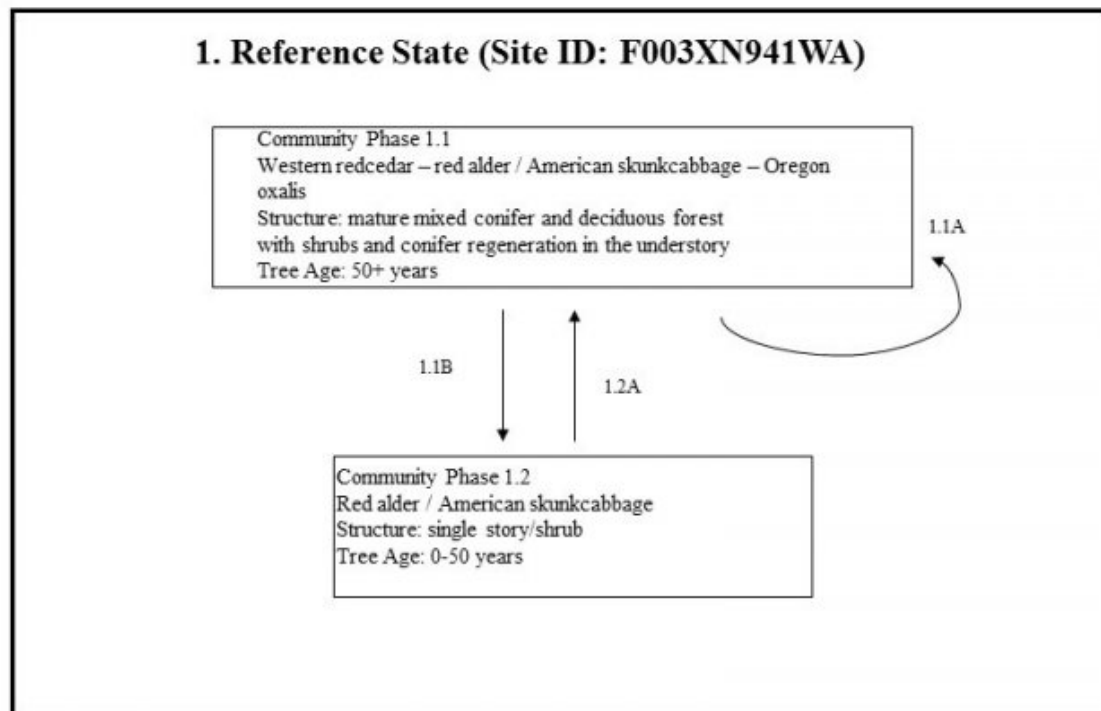 1. Reference State (Site ID: F003XN941WA)
Community Phase 1.1
Western redcedar – red alder / American skunkcabbage – Oregon
oxalis
Structure: mature mixed conifer and deciduous forest
with shrubs and conifer regeneration in the understory
Tree Age: 50+ years
1.1A
1.1B
1.2A
Community Phase 1.2
Red alder / American skunkcabbage
Structure: single story/shrub
Tree Age: 0-50 years